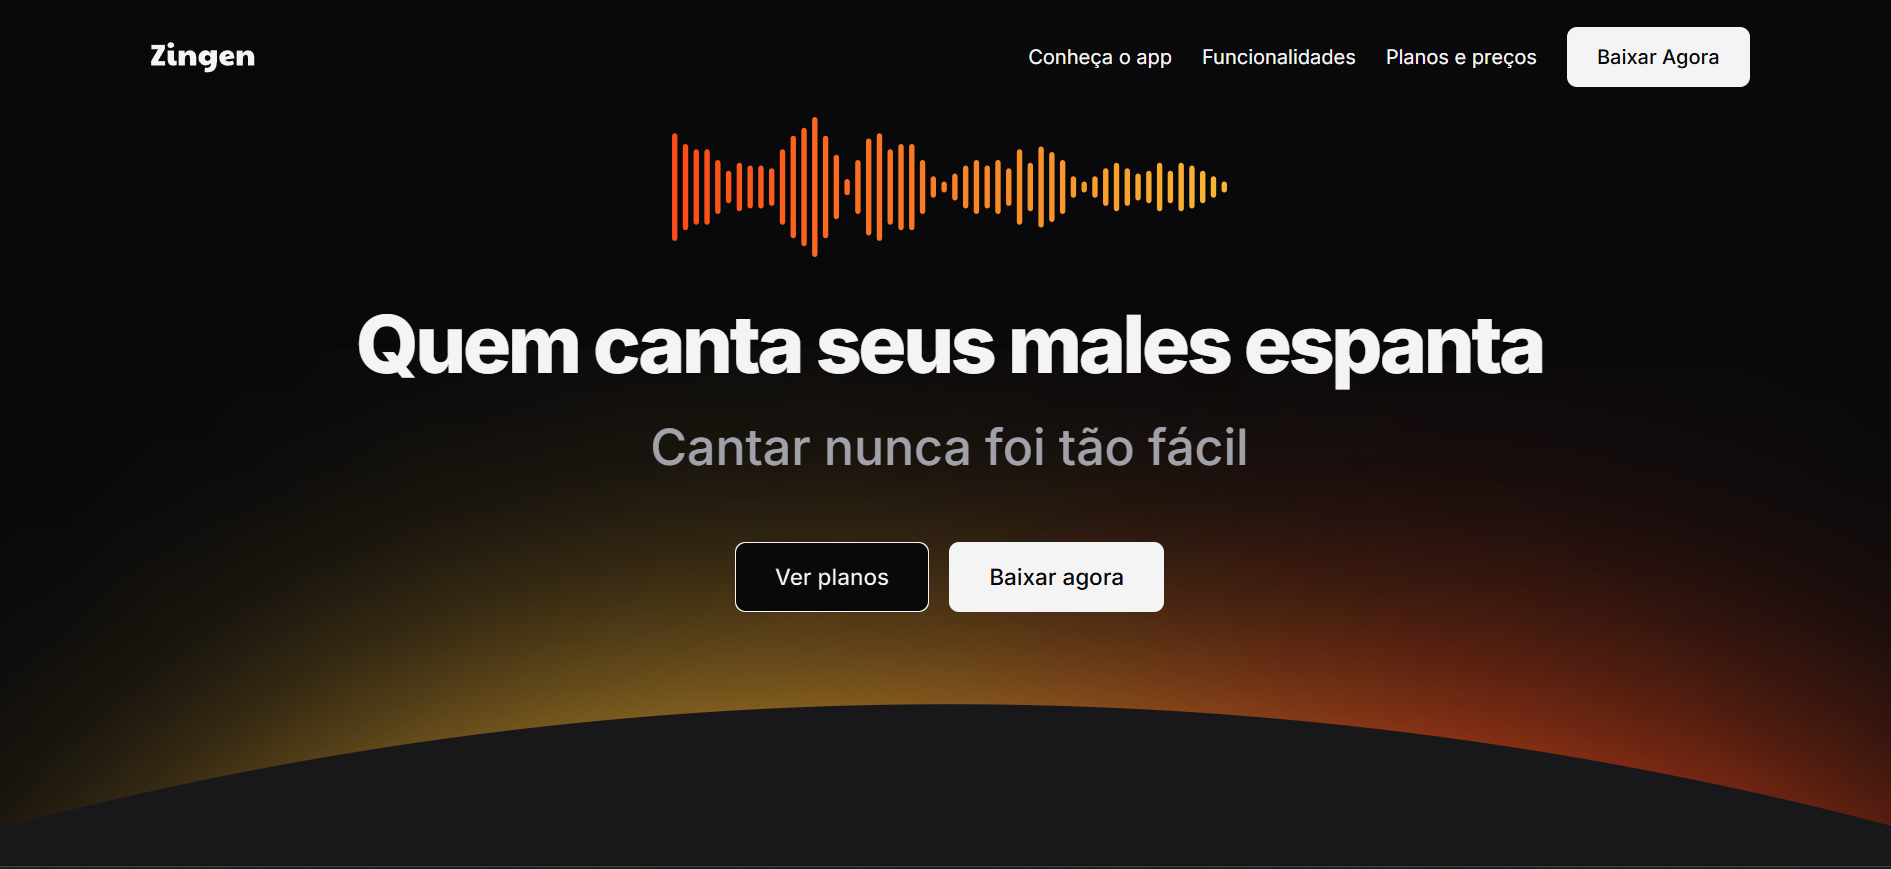 Zingen
Conheça o app
Funcionalidades
Planos e preços
Baixar Agora
Quem canta seus males espanta
Cantar nunca foi tão fácil
Ver planos
Baixar agora